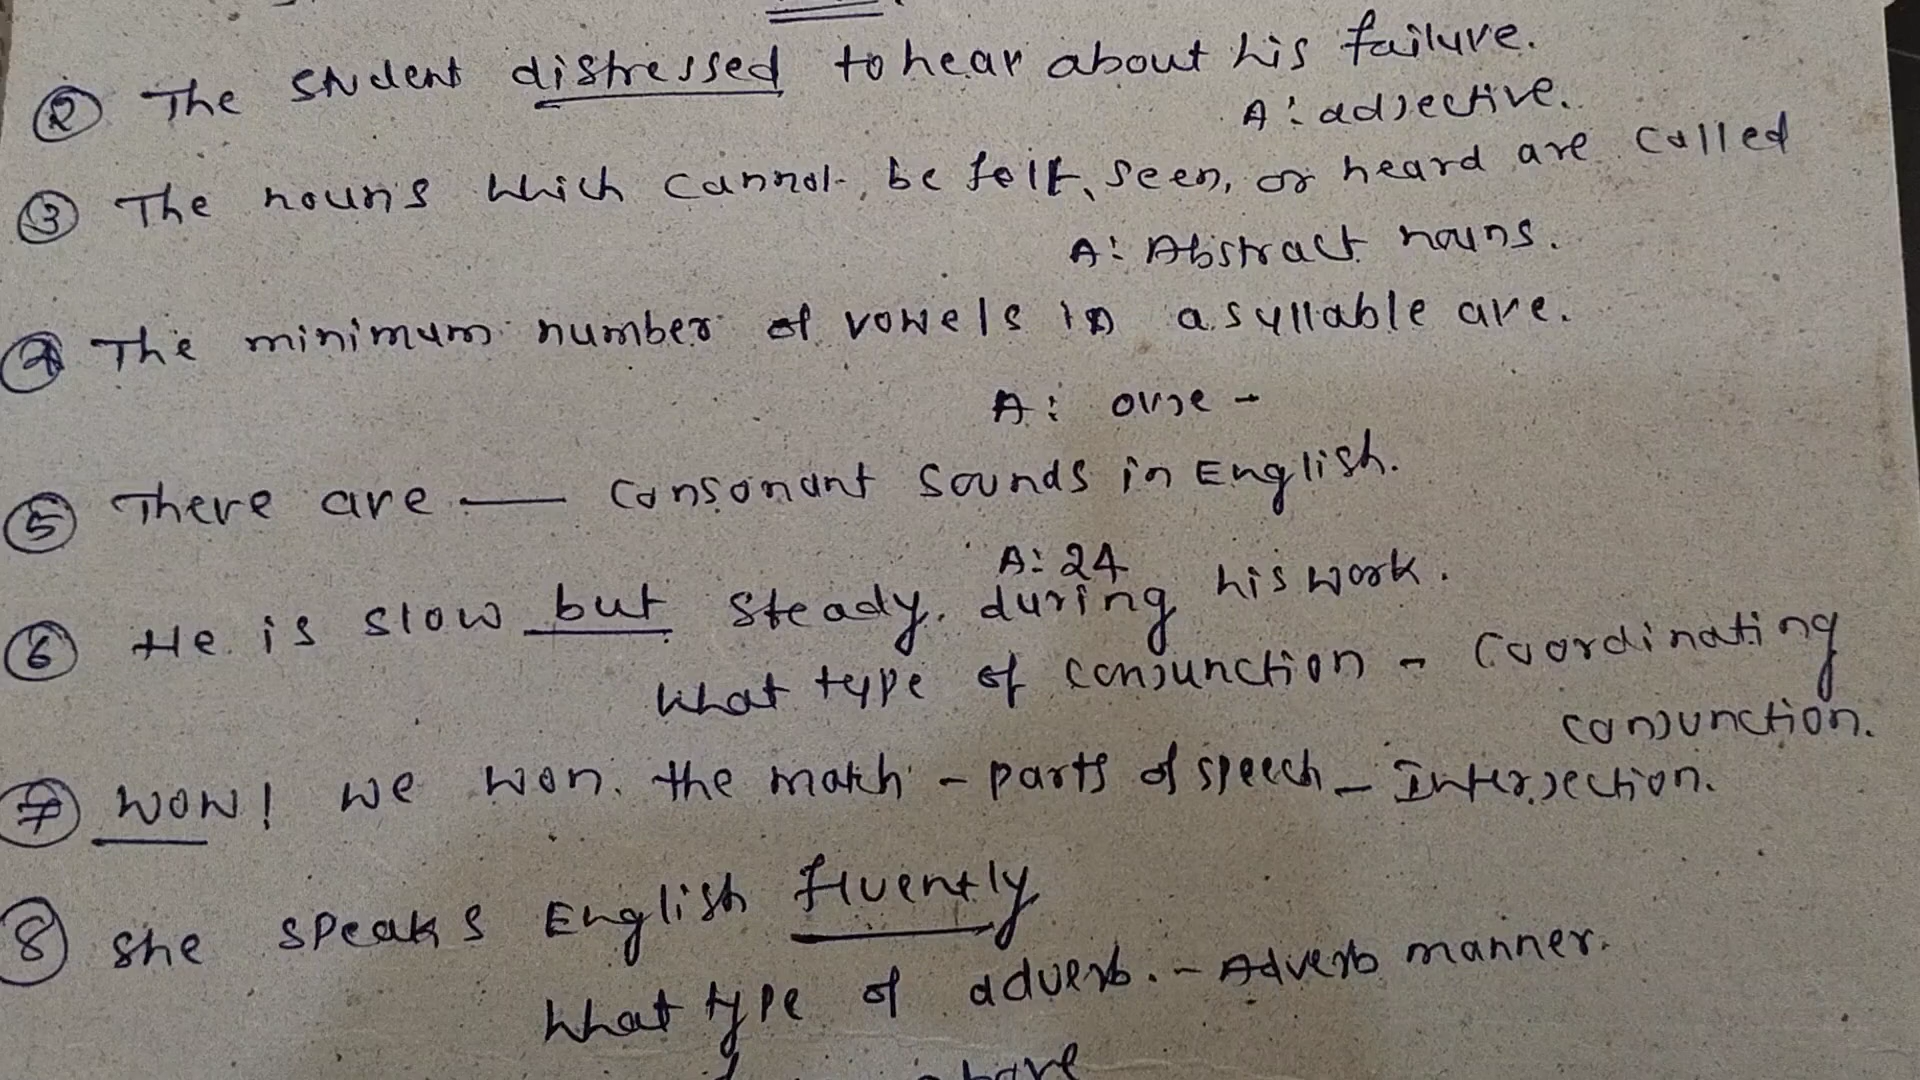 ② The student distressed to hear about his failure.
A: adjective.
③ The nouns which cannot be felt, seen, or heard are called
A: Abstract nouns.
④ The minimum number of vowels in a syllable are.
A: one -
⑤ There are — consonant sounds in English.
A: 24
⑥ He is slow but steady. during his work.
What type of conjunction - Coordinating
conjunction.
⑦ WOW! We won. the match - parts of speech - Interjection.
⑧ She speaks English fluently
What type of adverb. - Adverb manner.